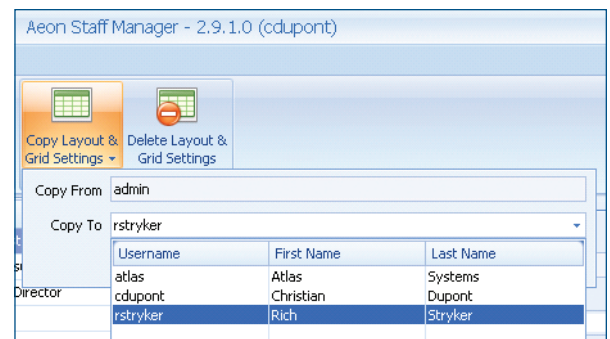 Aeon Staff Manager - 2.9.1.0 (cdupont)
Copy Layout & Grid Settings
Delete Layout & Grid Settings
Copy From admin
Copy To rstryker
Username First Name Last Name
atlas Atlas Systems
Director
cdupont Christian Dupont
rstryker Rich Stryker